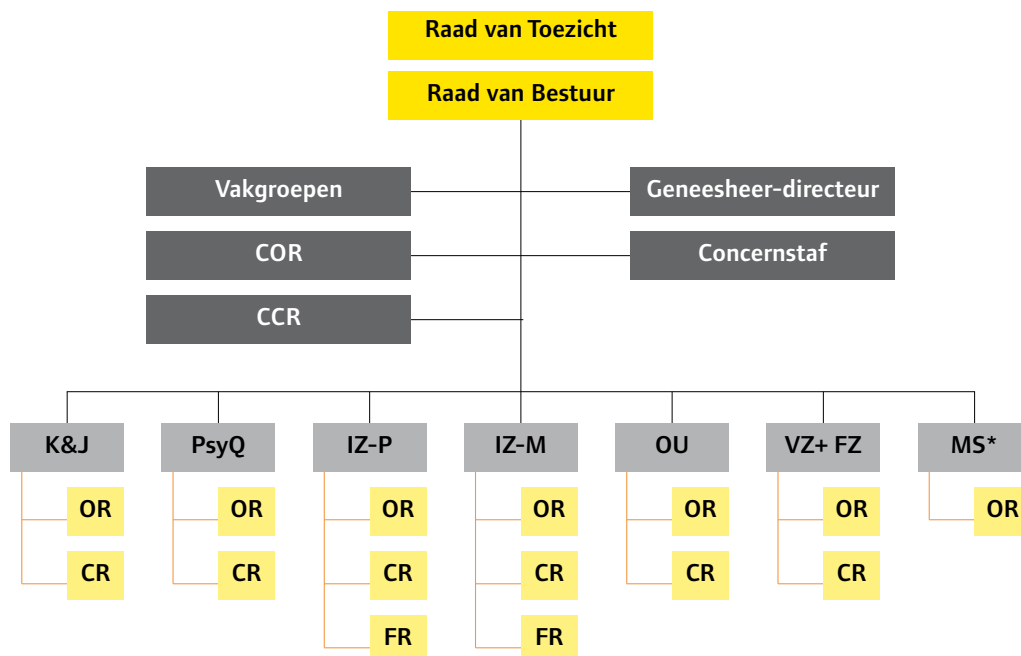 Raad van Toezicht
Raad van Bestuur
Vakgroepen
Geneesheer-directeur
COR
Concernstaf
CCR
K&J
PsyQ
IZ-P
IZ-M
OU
VZ+ FZ
MS*
OR
OR
OR
OR
OR
OR
OR
CR
CR
CR
CR
CR
CR
FR
FR